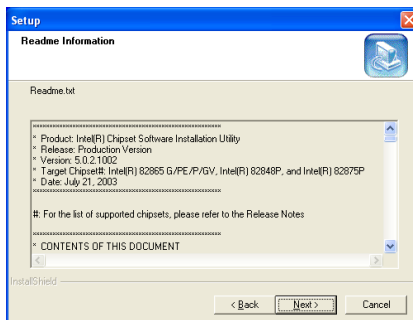 Setup
Readme Information
Readme.txt
************************************************************
* Product: Intel(R) Chipset Software Installation Utility
* Release: Production Version
* Version: 5.0.2.1002
* Target Chipset#: Intel(R) 82865 G/PE/P/GV, Intel(R) 82848P, and Intel(R) 82875P
* Date: July 21, 2003
************************************************************
#: For the list of supported chipsets, please refer to the Release Notes
************************************************************
* CONTENTS OF THIS DOCUMENT
InstallShield
< Back Next > Cancel